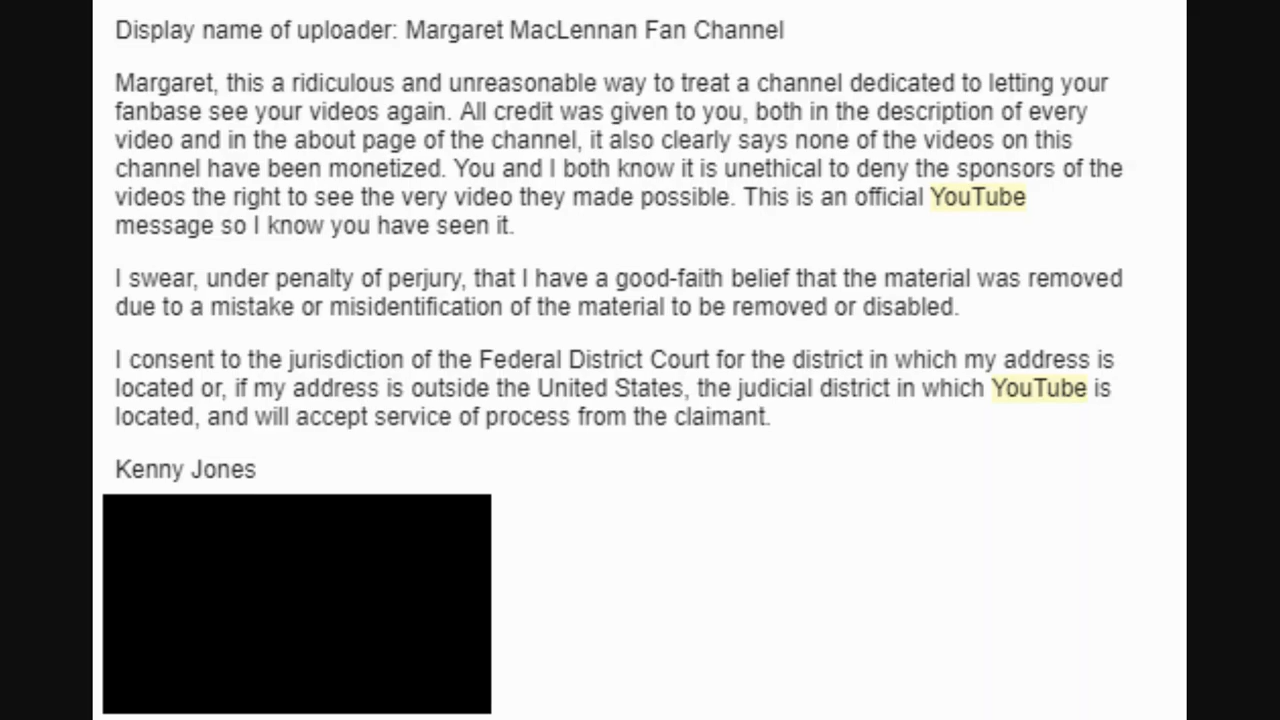 Display name of uploader: Margaret MacLennan Fan Channel
Margaret, this a ridiculous and unreasonable way to treat a channel dedicated to letting your
fanbase see your videos again. All credit was given to you, both in the description of every
video and in the about page of the channel, it also clearly says none of the videos on this
channel have been monetized. You and I both know it is unethical to deny the sponsors of the
videos the right to see the very video they made possible. This is an official YouTube
message so I know you have seen it.
I swear, under penalty of perjury, that I have a good-faith belief that the material was removed
due to a mistake or misidentification of the material to be removed or disabled.
I consent to the jurisdiction of the Federal District Court for the district in which my address is
located or, if my address is outside the United States, the judicial district in which YouTube is
located, and will accept service of process from the claimant.
Kenny Jones